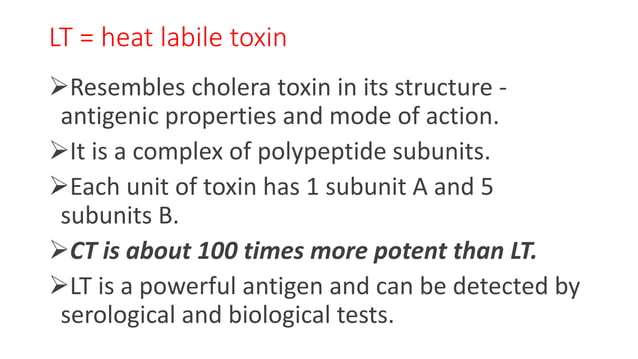 LT = heat labile toxin
➢Resembles cholera toxin in its structure -
antigenic properties and mode of action.
➢It is a complex of polypeptide subunits.
➢Each unit of toxin has 1 subunit A and 5
subunits B.
➢CT is about 100 times more potent than LT.
➢LT is a powerful antigen and can be detected by
serological and biological tests.